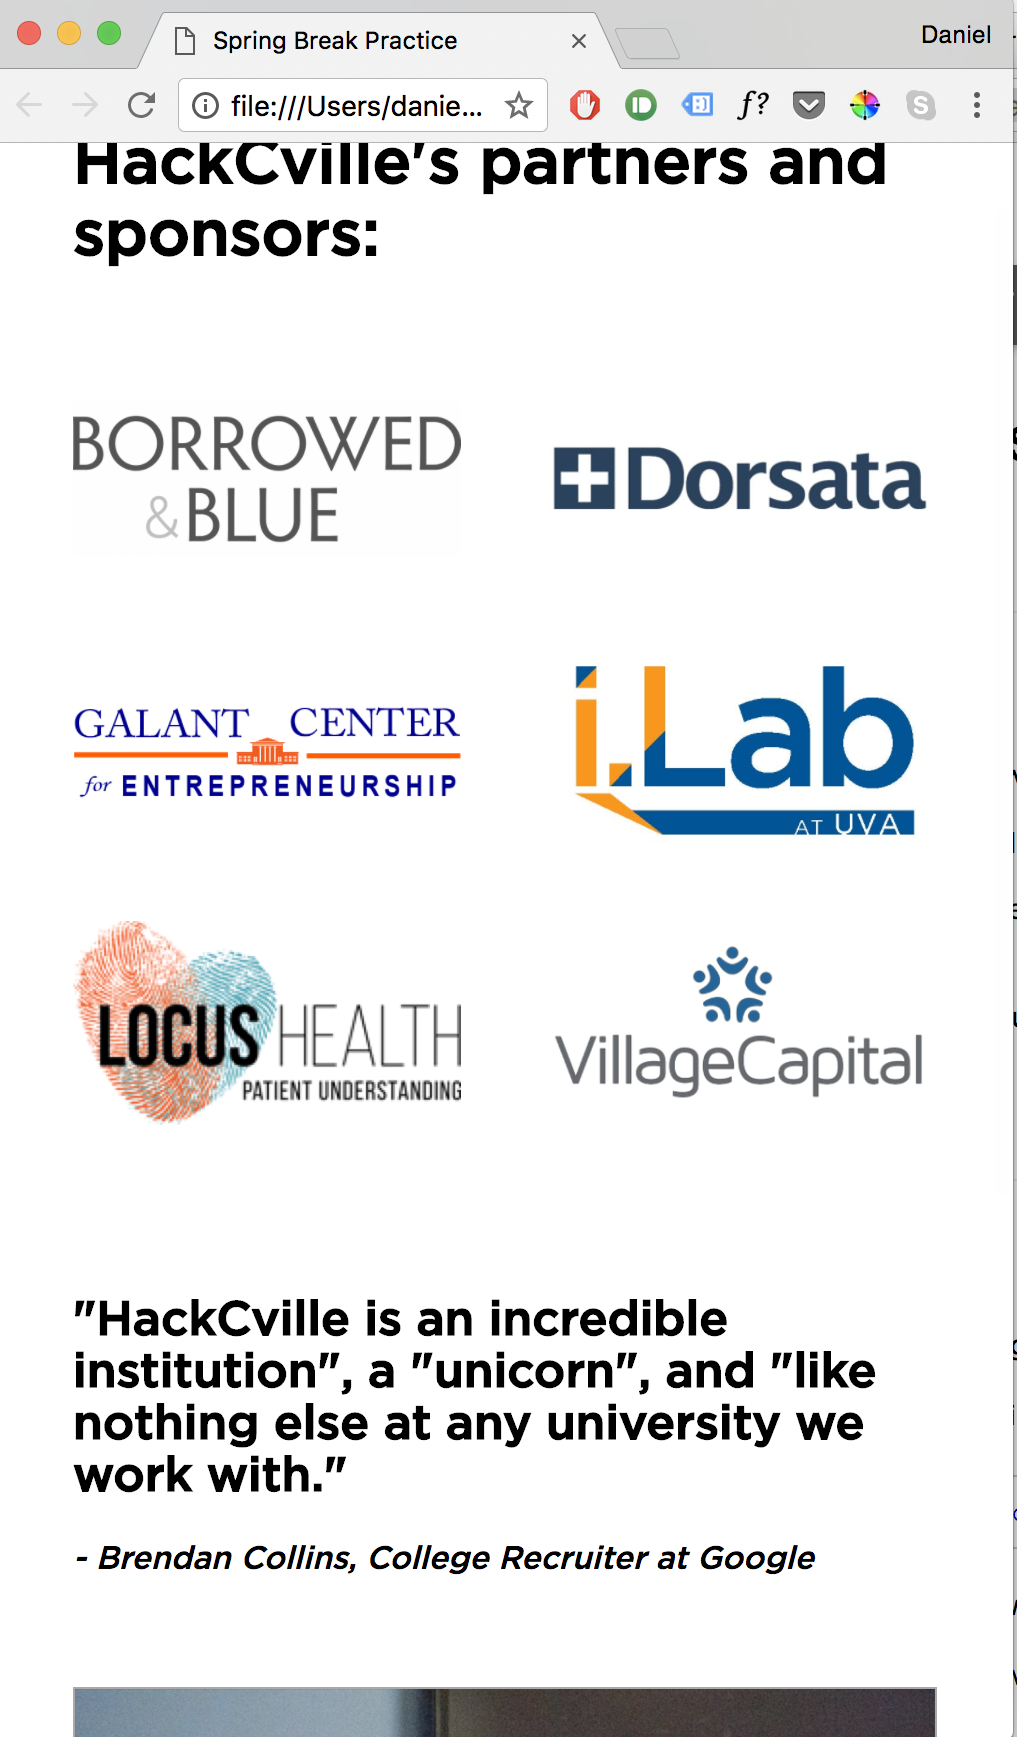 Spring Break Practice
Daniel
file:///Users/danie...
f?
HackCville's partners and
sponsors:
BORROWED
&BLUE
Dorsata
GALANT CENTER
for ENTREPRENEURSHIP
i.Lab
AT UVA
LOCUS HEALTH
PATIENT UNDERSTANDING
VillageCapital
"HackCville is an incredible
institution", a "unicorn", and "like
nothing else at any university we
work with."
- Brendan Collins, College Recruiter at Google